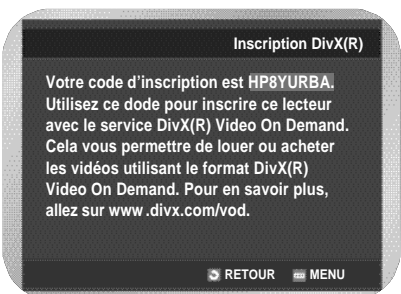 Inscription DivX(R)
Votre code d'inscription est HP8YURBA.
Utilisez ce dode pour inscrire ce lecteur
avec le service DivX(R) Video On Demand.
Cela vous permettre de louer ou acheter
les vidéos utilisant le format DivX(R)
Video On Demand. Pour en savoir plus,
allez sur www.divx.com/vod.
RETOUR MENU